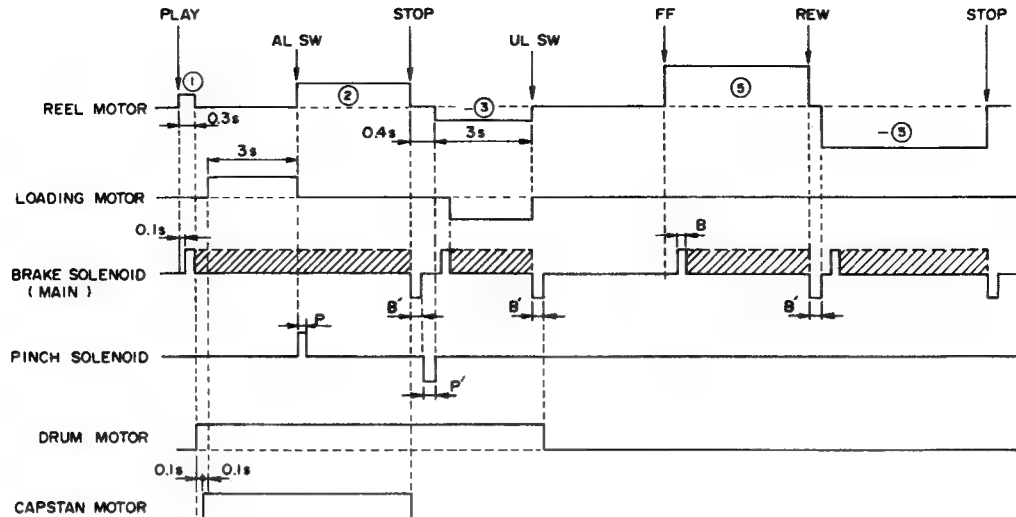 PLAY STOP FF REW STOP
AL SW UL SW
① ② -③ ⑤ -⑤
REEL MOTOR
0.3s 0.4s 3s
3s
LOADING MOTOR
0.1s B
BRAKE SOLENOID
(MAIN)
B' B' B'
P
PINCH SOLENOID
P'
DRUM MOTOR
0.1s 0.1s
CAPSTAN MOTOR